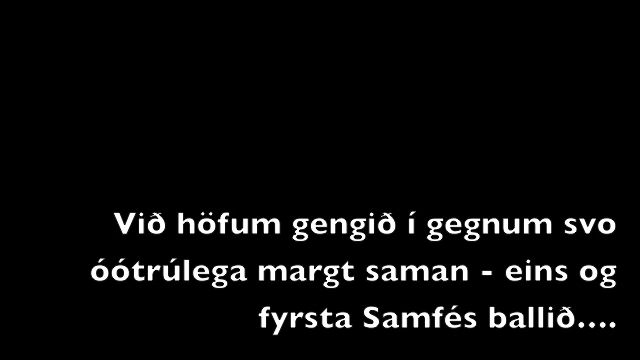 Við höfum gengið í gegnum svo
óótrúlega margt saman - eins og
fyrsta Samfés ballið....